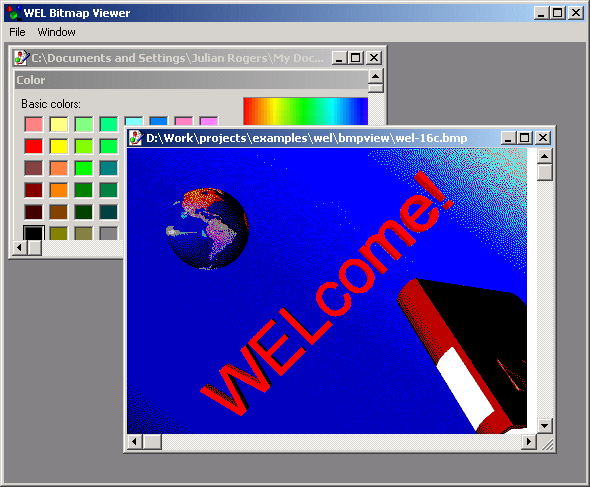 WEL Bitmap Viewer
File Window
C:\Documents and Settings\Julian Rogers\My Doc...
Color
Basic colors:
D:\Work\projects\examples\wel\bmpview\wel-16c.bmp
WELcome!